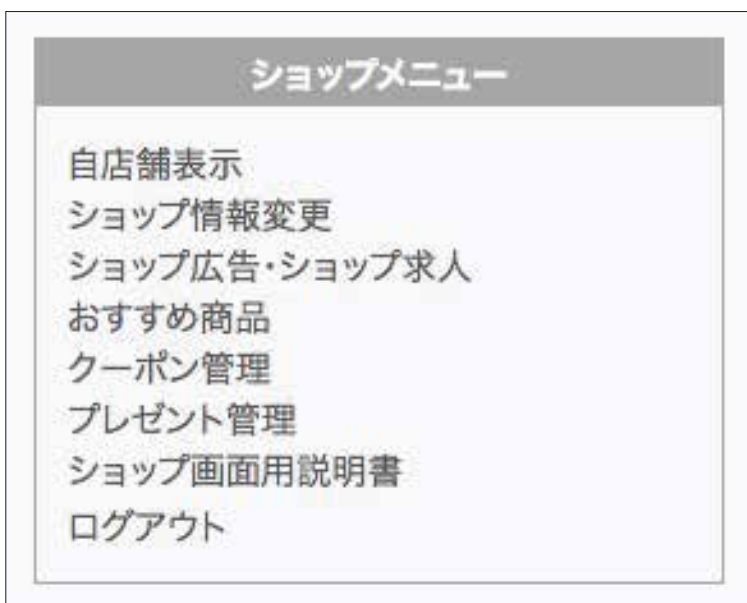 ショップメニュー
自店舗表示
ショップ情報変更
ショップ広告・ショップ求人
おすすめ商品
クーポン管理
プレゼント管理
ショップ画面用説明書
ログアウト